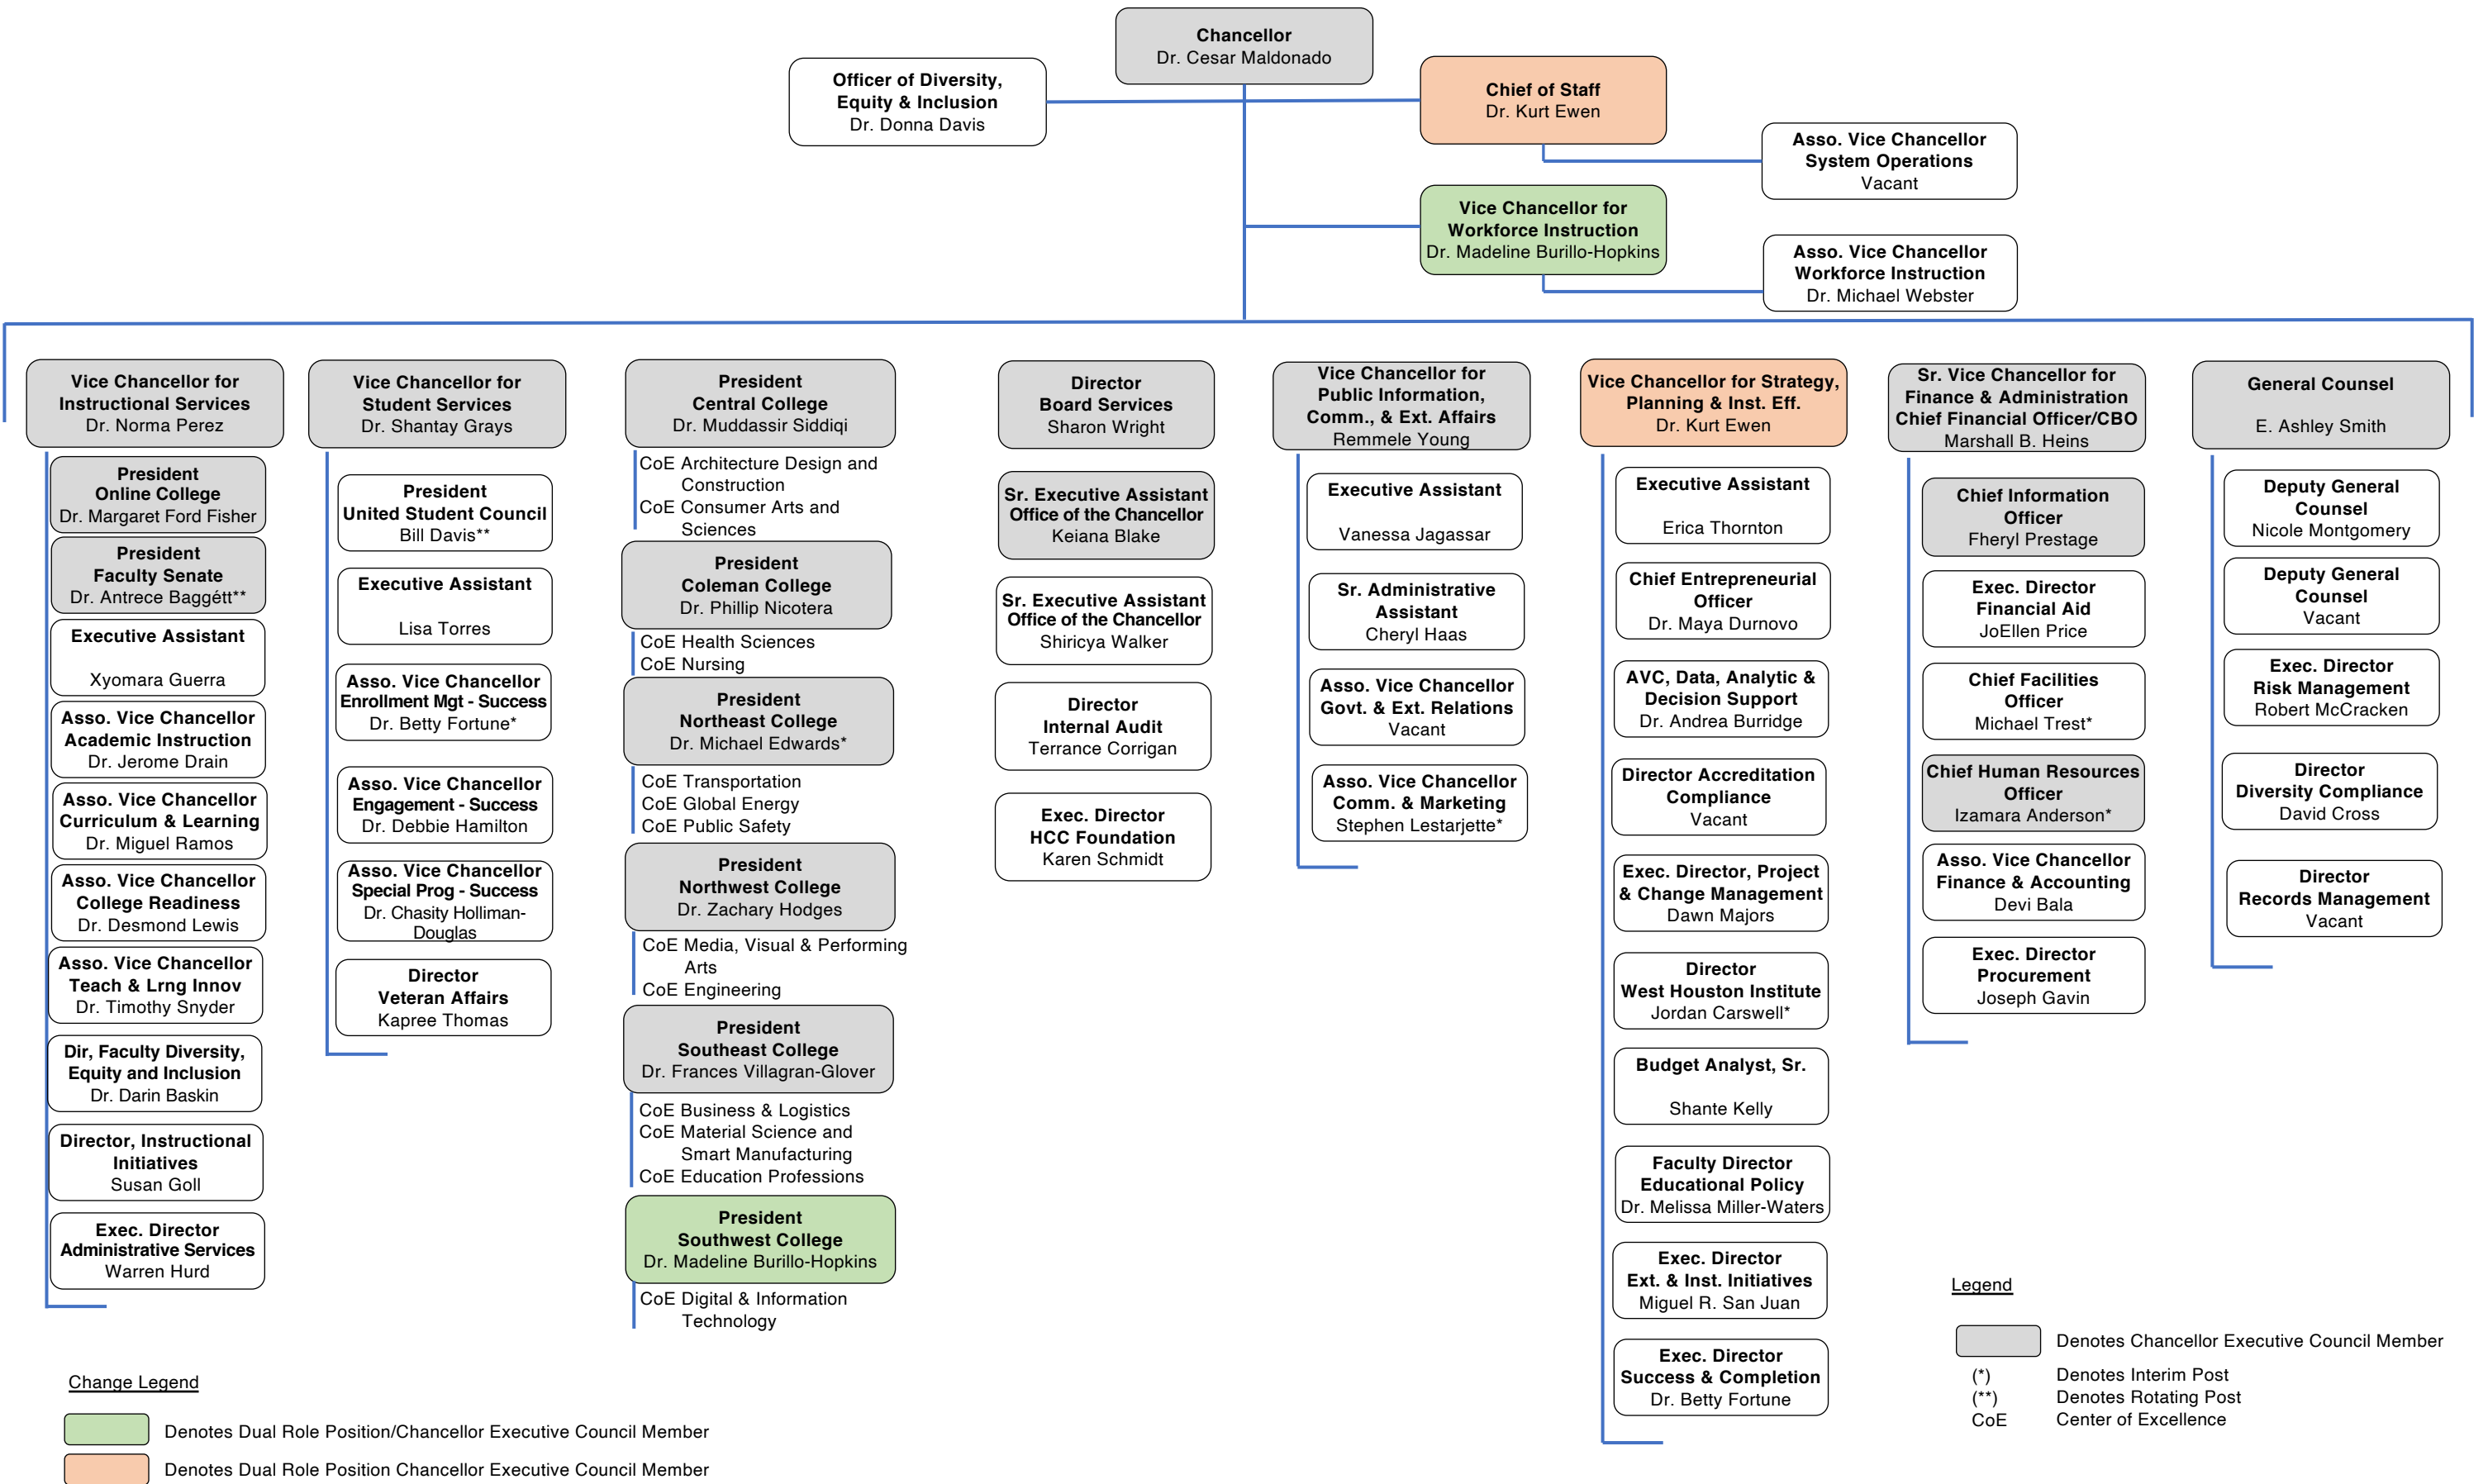 Chancellor
Dr. Cesar Maldonado
Officer of Diversity,
Equity & Inclusion
Dr. Donna Davis
Chief of Staff
Dr. Kurt Ewen
Asso. Vice Chancellor
System Operations
Vacant
Vice Chancellor for
Workforce Instruction
Dr. Madeline Burillo-Hopkins
Asso. Vice Chancellor
Workforce Instruction
Dr. Michael Webster
Vice Chancellor for
Instructional Services
Dr. Norma Perez
President
Online College
Dr. Margaret Ford Fisher
President
Faculty Senate
Dr. Antrece Baggétt**
Executive Assistant
Xyomara Guerra
Asso. Vice Chancellor
Academic Instruction
Dr. Jerome Drain
Asso. Vice Chancellor
Curriculum & Learning
Dr. Miguel Ramos
Asso. Vice Chancellor
College Readiness
Dr. Desmond Lewis
Asso. Vice Chancellor
Teach & Lrng Innov
Dr. Timothy Snyder
Dir, Faculty Diversity,
Equity and Inclusion
Dr. Darin Baskin
Director, Instructional
Initiatives
Susan Goll
Exec. Director
Administrative Services
Warren Hurd
Vice Chancellor for
Student Services
Dr. Shantay Grays
President
United Student Council
Bill Davis**
Executive Assistant
Lisa Torres
Asso. Vice Chancellor
Enrollment Mgt - Success
Dr. Betty Fortune*
Asso. Vice Chancellor
Engagement - Success
Dr. Debbie Hamilton
Asso. Vice Chancellor
Special Prog - Success
Dr. Chasity Holliman-
Douglas
Director
Veteran Affairs
Kapree Thomas
President
Central College
Dr. Muddassir Siddiqi
CoE Architecture Design and
Construction
CoE Consumer Arts and
Sciences
President
Coleman College
Dr. Phillip Nicotera
CoE Health Sciences
CoE Nursing
President
Northeast College
Dr. Michael Edwards*
CoE Transportation
CoE Global Energy
CoE Public Safety
President
Northwest College
Dr. Zachary Hodges
CoE Media, Visual & Performing
Arts
CoE Engineering
President
Southeast College
Dr. Frances Villagran-Glover
CoE Business & Logistics
CoE Material Science and
Smart Manufacturing
CoE Education Professions
President
Southwest College
Dr. Madeline Burillo-Hopkins
CoE Digital & Information
Technology
Director
Board Services
Sharon Wright
Sr. Executive Assistant
Office of the Chancellor
Keiana Blake
Sr. Executive Assistant
Office of the Chancellor
Shiricya Walker
Director
Internal Audit
Terrance Corrigan
Exec. Director
HCC Foundation
Karen Schmidt
Vice Chancellor for
Public Information,
Comm., & Ext. Affairs
Remmele Young
Executive Assistant
Vanessa Jagassar
Sr. Administrative
Assistant
Cheryl Haas
Asso. Vice Chancellor
Govt. & Ext. Relations
Vacant
Asso. Vice Chancellor
Comm. & Marketing
Stephen Lestarjette*
Vice Chancellor for Strategy,
Planning & Inst. Eff.
Dr. Kurt Ewen
Executive Assistant
Erica Thornton
Chief Entrepreneurial
Officer
Dr. Maya Durnovo
AVC, Data, Analytic &
Decision Support
Dr. Andrea Burridge
Director Accreditation
Compliance
Vacant
Exec. Director, Project
& Change Management
Dawn Majors
Director
West Houston Institute
Jordan Carswell*
Budget Analyst, Sr.
Shante Kelly
Faculty Director
Educational Policy
Dr. Melissa Miller-Waters
Exec. Director
Ext. & Inst. Initiatives
Miguel R. San Juan
Exec. Director
Success & Completion
Dr. Betty Fortune
Sr. Vice Chancellor for
Finance & Administration
Chief Financial Officer/CBO
Marshall B. Heins
Chief Information
Officer
Fheryl Prestage
Exec. Director
Financial Aid
JoEllen Price
Chief Facilities
Officer
Michael Trest*
Chief Human Resources
Officer
Izamara Anderson*
Asso. Vice Chancellor
Finance & Accounting
Devi Bala
Exec. Director
Procurement
Joseph Gavin
General Counsel
E. Ashley Smith
Deputy General
Counsel
Nicole Montgomery
Deputy General
Counsel
Vacant
Exec. Director
Risk Management
Robert McCracken
Director
Diversity Compliance
David Cross
Director
Records Management
Vacant
Legend
Denotes Chancellor Executive Council Member
(*) Denotes Interim Post
(**) Denotes Rotating Post
CoE Center of Excellence
Change Legend
Denotes Dual Role Position/Chancellor Executive Council Member
Denotes Dual Role Position Chancellor Executive Council Member